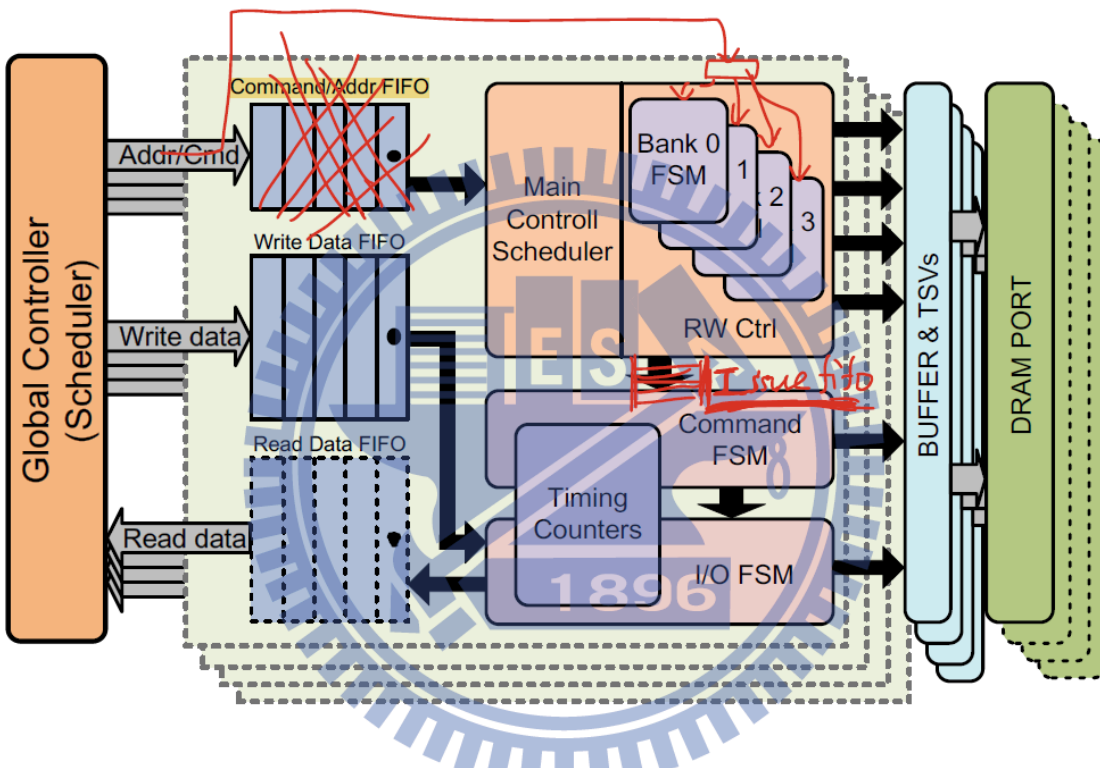 Command/Addr FIFO
Addr/Cmd
Write Data FIFO
Write data
Read Data FIFO
Read data
Global Controller
(Scheduler)
Main
Controll
Scheduler
Bank 0
FSM
1
2
3
RW Ctrl
Issue fifo
Command
FSM
Timing
Counters
I/O FSM
BUFFER & TSVs
DRAM PORT
IESA
8
1896